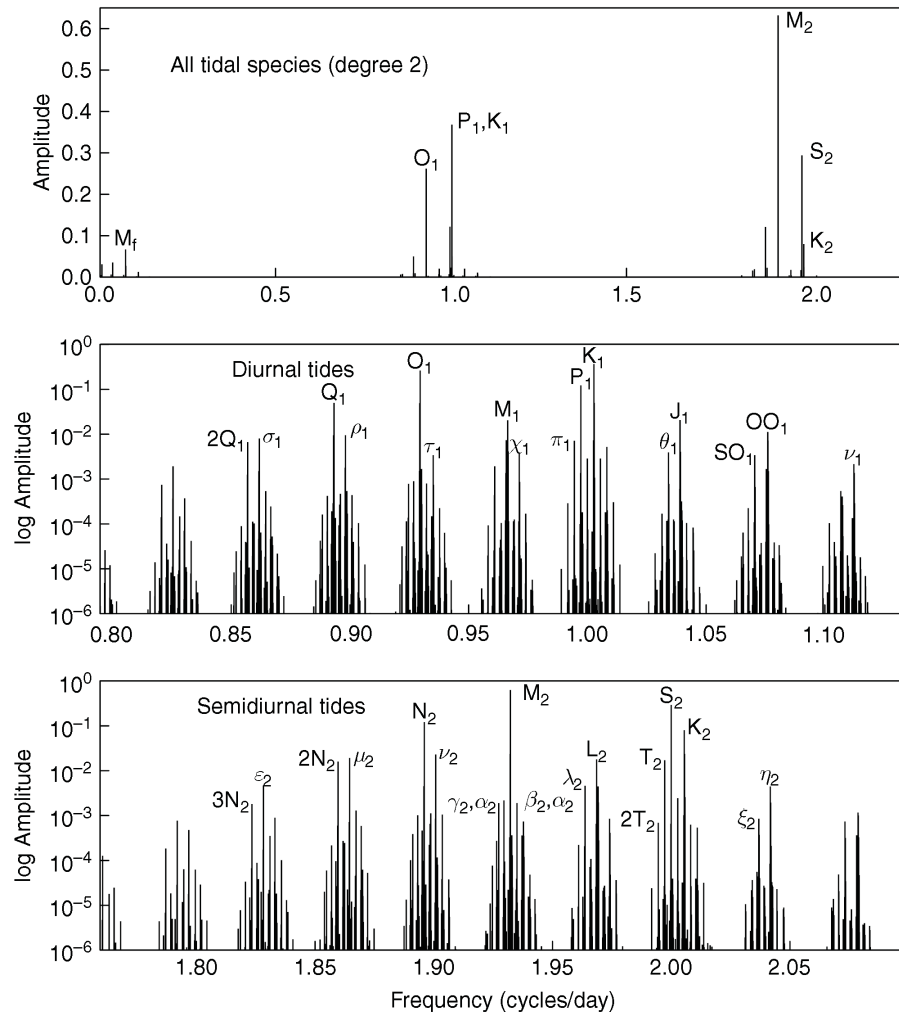 0.6
M₂
All tidal species (degree 2)
0.5
Amplitude
0.4
P₁,K₁
0.3
O₁
S₂
0.2
0.1
M_f
K₂
0.0
0.0 0.5 1.0 1.5 2.0
10⁰
O₁ K₁
Diurnal tides
P₁
10⁻¹
Q₁
M₁ J₁ OO₁
10⁻²
2Q₁ σ₁ ρ₁ τ₁ χ₁ π₁ θ₁ SO₁ ν₁
log Amplitude
10⁻³
10⁻⁴
10⁻⁵
10⁻⁶
0.80 0.85 0.90 0.95 1.00 1.05 1.10
10⁰
Semidiurnal tides N₂ M₂ S₂
K₂
10⁻¹
2N₂ μ₂ ν₂ L₂ T₂
10⁻²
ε₂ λ₂ η₂
3N₂ γ₂,α₂ β₂,α₂
log Amplitude
10⁻³
2T₂ ξ₂
10⁻⁴
10⁻⁵
10⁻⁶
1.80 1.85 1.90 1.95 2.00 2.05
Frequency (cycles/day)